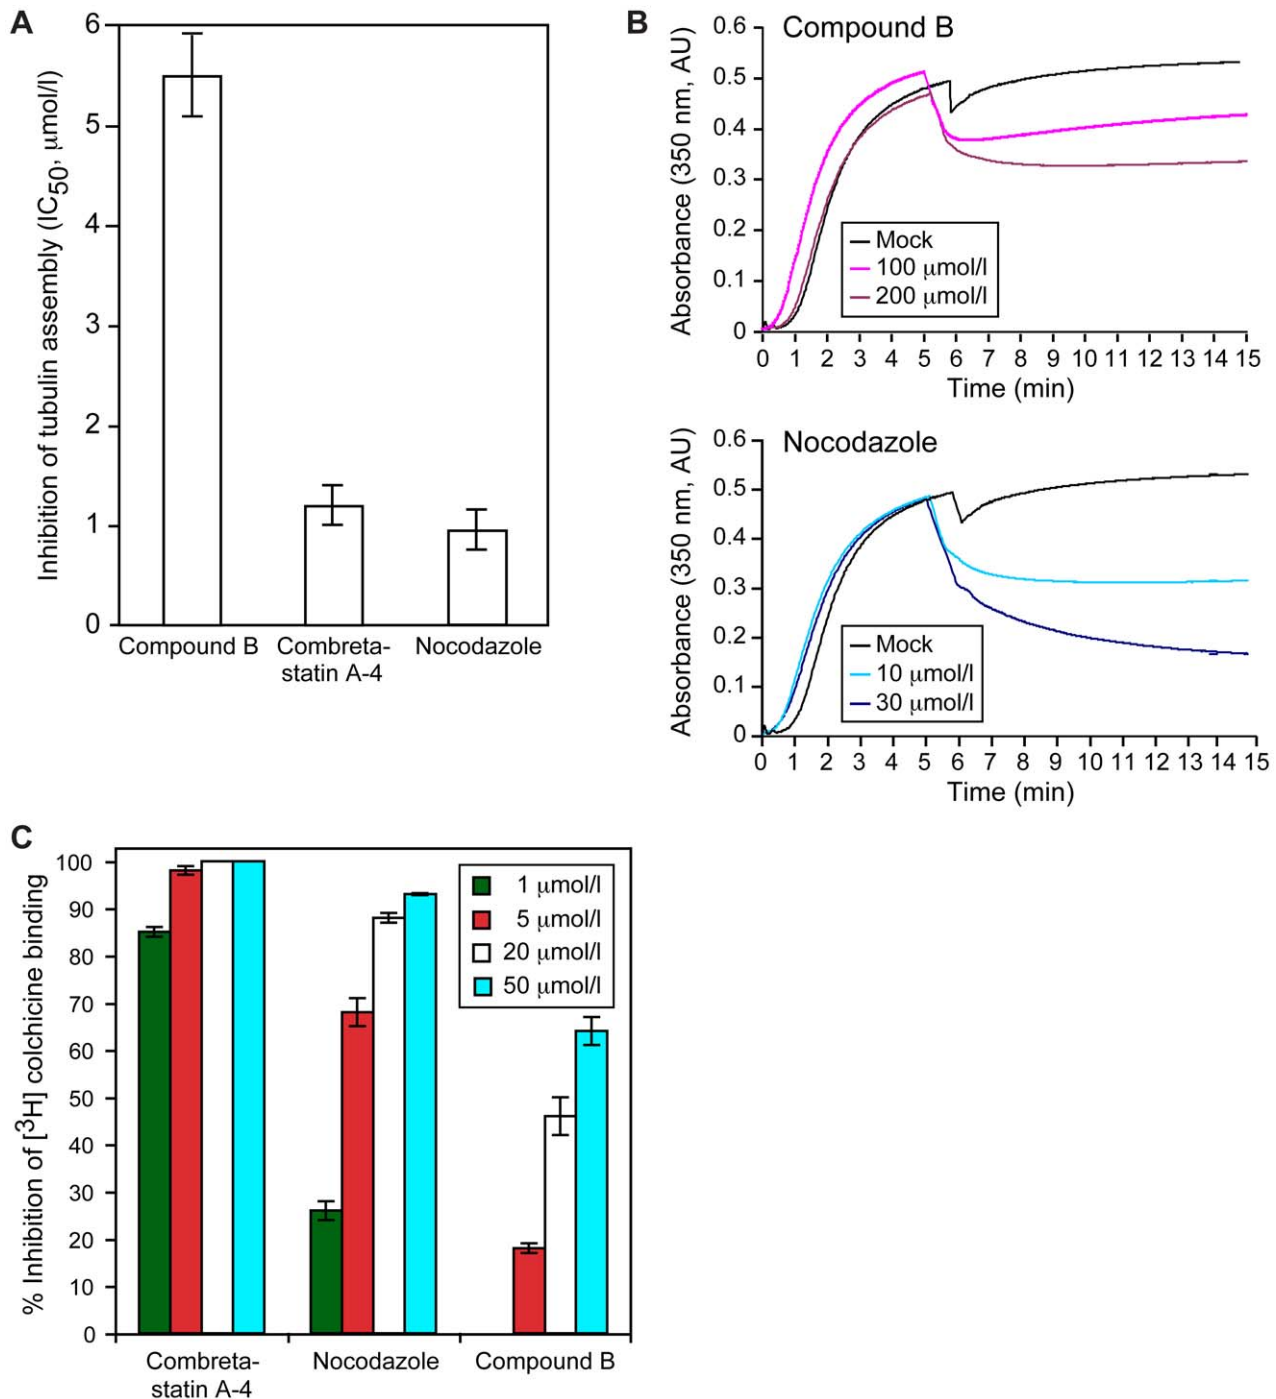 A
Inhibition of tubulin assembly (IC50, μmol/l)
6
5
4
3
2
1
0
Compound B
Combreta-
statin A-4
Nocodazole
B
Compound B
Absorbance (350 nm, AU)
0.6
0.5
0.4
0.3
0.2
0.1
0
Mock
100 μmol/l
200 μmol/l
0 1 2 3 4 5 6 7 8 9 10 11 12 13 14 15
Time (min)
Nocodazole
Absorbance (350 nm, AU)
0.6
0.5
0.4
0.3
0.2
0.1
0
Mock
10 μmol/l
30 μmol/l
0 1 2 3 4 5 6 7 8 9 10 11 12 13 14 15
Time (min)
C
% Inhibition of [3H] colchicine binding
100
90
80
70
60
50
40
30
20
10
0
1 μmol/l
5 μmol/l
20 μmol/l
50 μmol/l
Combreta-
statin A-4
Nocodazole
Compound B